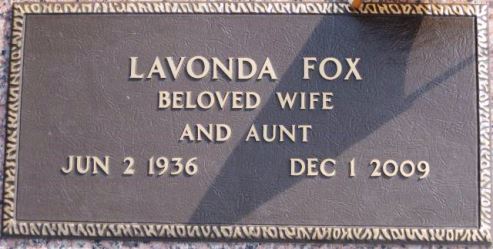 LAVONDA FOX
BELOVED WIFE
AND AUNT
JUN 2 1936 DEC 1 2009